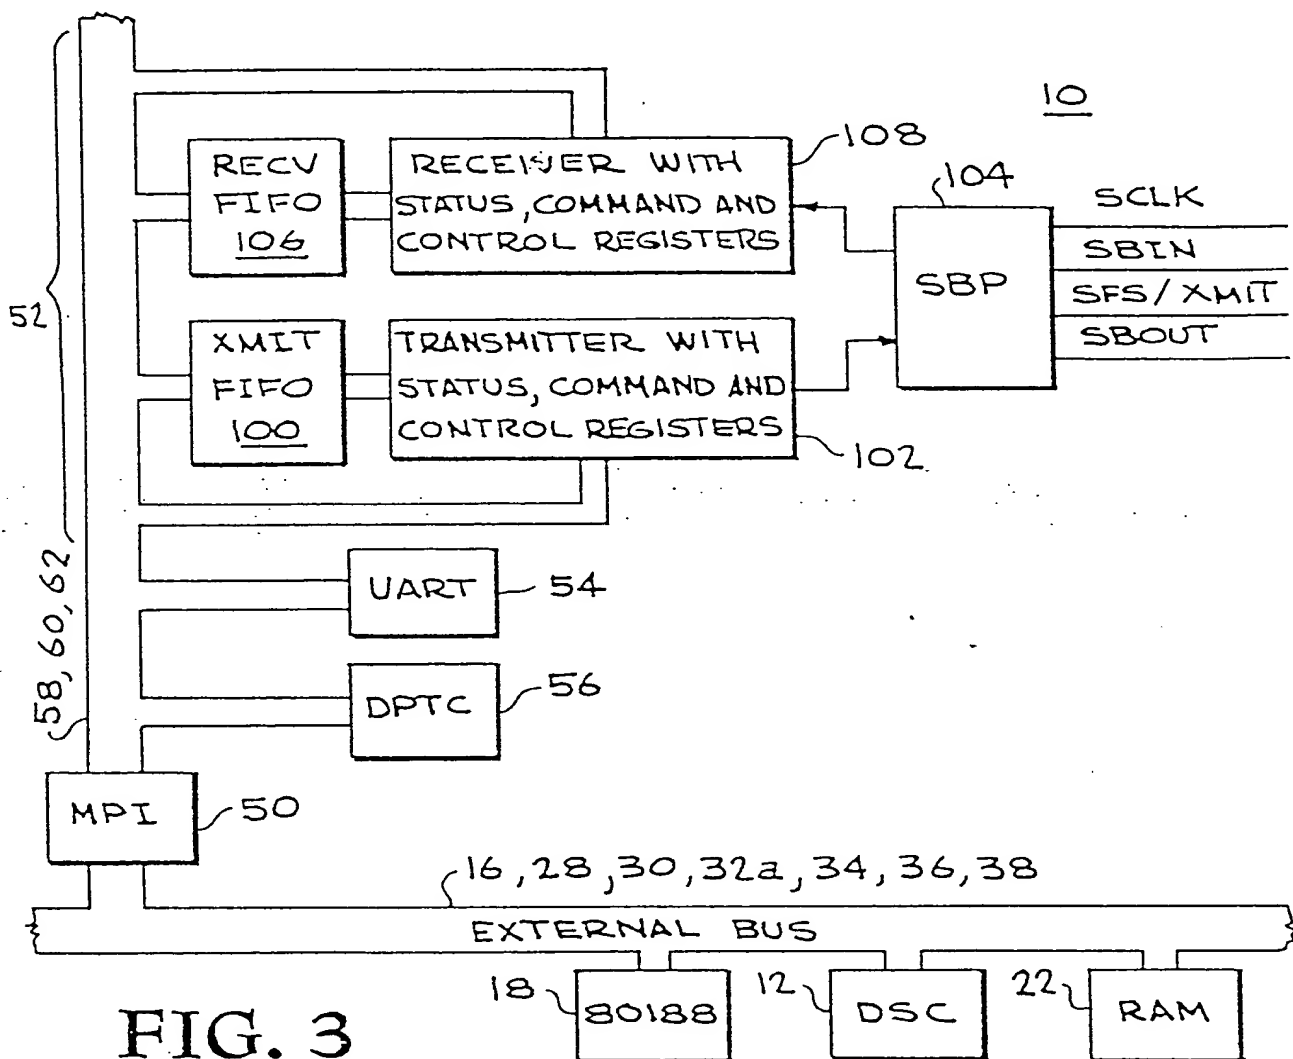 10
RECV
FIFO
106
RECEIVER WITH
STATUS, COMMAND AND
CONTROL REGISTERS
108
104
SBP
SCLK
SBIN
SFS / XMIT
SBOUT
52
XMIT
FIFO
100
TRANSMITTER WITH
STATUS, COMMAND AND
CONTROL REGISTERS
102
58, 60, 62
UART
54
DPTC
56
MPI
50
16, 28, 30, 32a, 34, 36, 38
EXTERNAL BUS
18
80188
12
DSC
22
RAM
FIG. 3